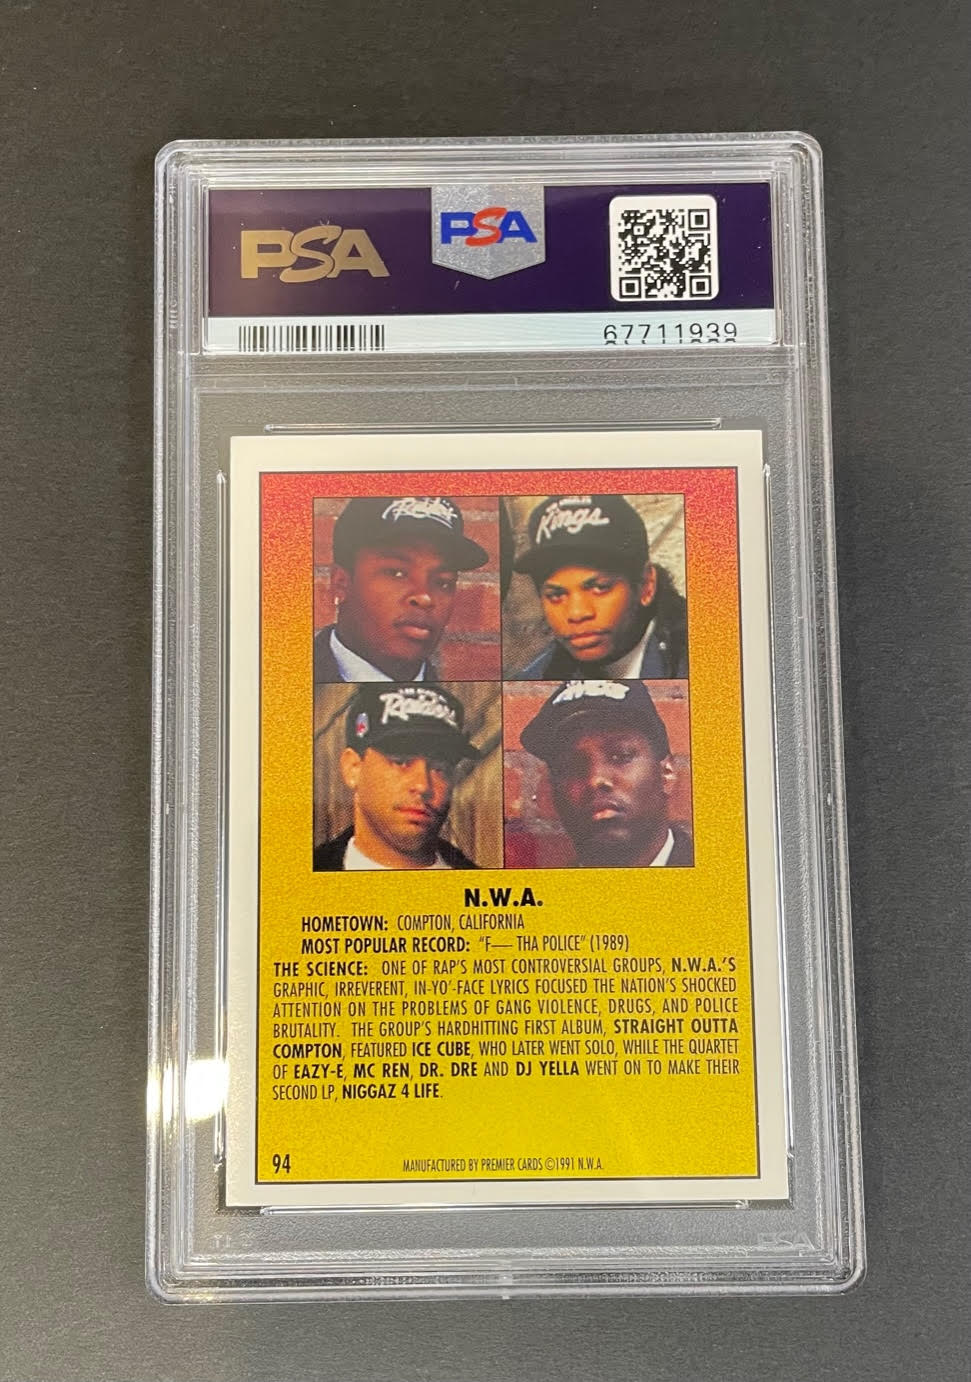 PSA
PSA
67711939
Raiders
Kings
Raiders
N.W.A.
HOMETOWN: COMPTON, CALIFORNIA
MOST POPULAR RECORD: "F— THA POLICE" (1989)
THE SCIENCE: ONE OF RAP'S MOST CONTROVERSIAL GROUPS, N.W.A.'S
GRAPHIC, IRREVERENT, IN-YO'-FACE LYRICS FOCUSED THE NATION'S SHOCKED
ATTENTION ON THE PROBLEMS OF GANG VIOLENCE, DRUGS, AND POLICE
BRUTALITY. THE GROUP'S HARDHITTING FIRST ALBUM, STRAIGHT OUTTA
COMPTON, FEATURED ICE CUBE, WHO LATER WENT SOLO, WHILE THE QUARTET
OF EAZY-E, MC REN, DR. DRE AND DJ YELLA WENT ON TO MAKE THEIR
SECOND LP, NIGGAZ 4 LIFE.
94
MANUFACTURED BY PREMIER CARDS ©1991 N.W.A.
PSA